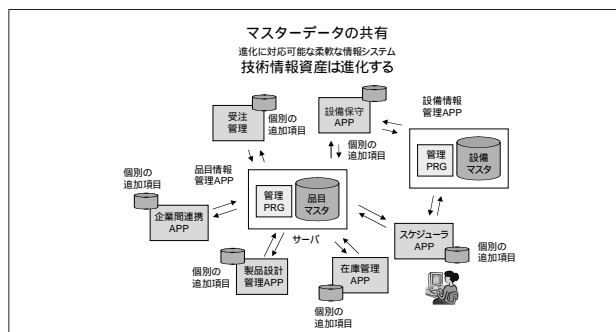 マスターデータの共有
進化に対応可能な柔軟な情報システム
技術情報資産は進化する
受注
管理
個別の
追加項目
設備保守
APP
個別の
追加項目
設備情報
管理APP
管理
PRG
設備
マスタ
個別の
追加項目
品目情報
管理APP
企業間連携
APP
管理
PRG
品目
マスタ
サーバ
スケジューラ
APP
個別の
追加項目
個別の
追加項目
製品設計
管理APP
在庫管理
APP
個別の
追加項目